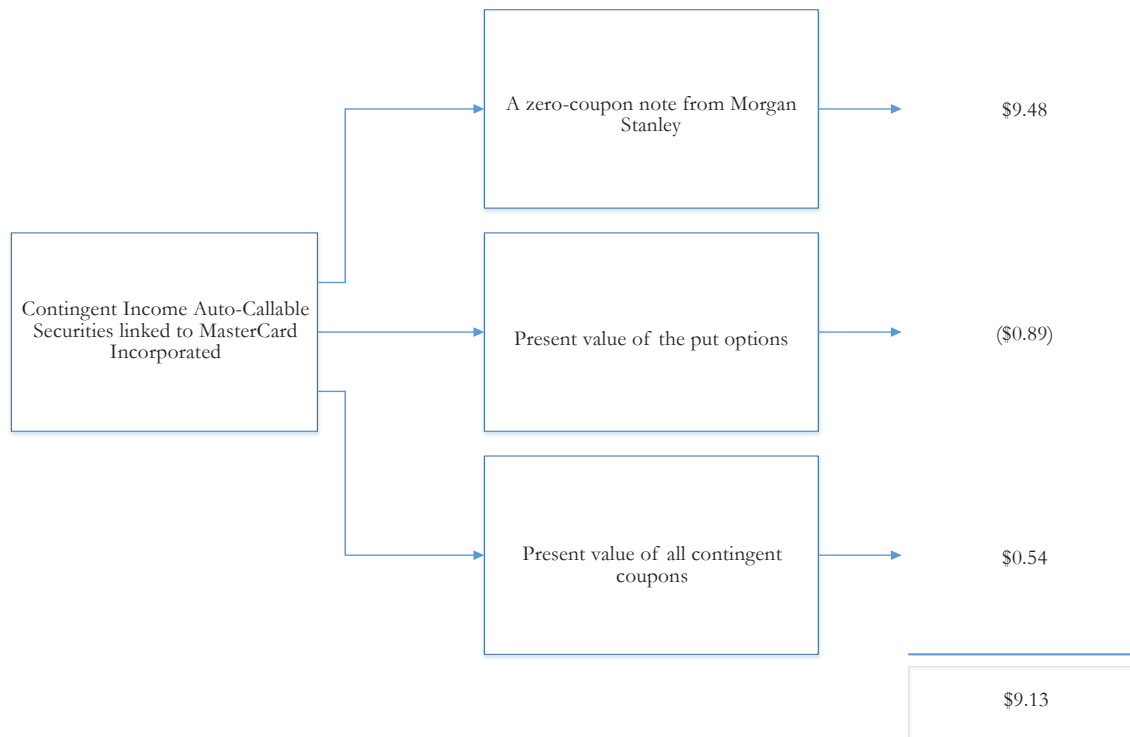 A zero-coupon note from Morgan
Stanley
$9.48
Contingent Income Auto-Callable
Securities linked to MasterCard
Incorporated
Present value of the put options
($0.89)
Present value of all contingent
coupons
$0.54
$9.13